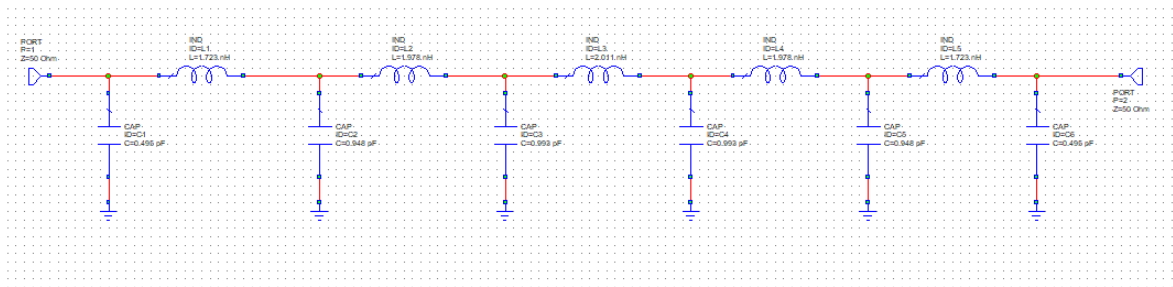 PORT
P=1
Z=50 Ohm
IND
ID=L1
L=1.723 nH
IND
ID=L2
L=1.978 nH
IND
ID=L3
L=2.011 nH
IND
ID=L4
L=1.978 nH
IND
ID=L5
L=1.723 nH
PORT
P=2
Z=50 Ohm
CAP
ID=C1
C=0.495 pF
CAP
ID=C2
C=0.948 pF
CAP
ID=C3
C=0.993 pF
CAP
ID=C4
C=0.993 pF
CAP
ID=C5
C=0.948 pF
CAP
ID=C6
C=0.495 pF